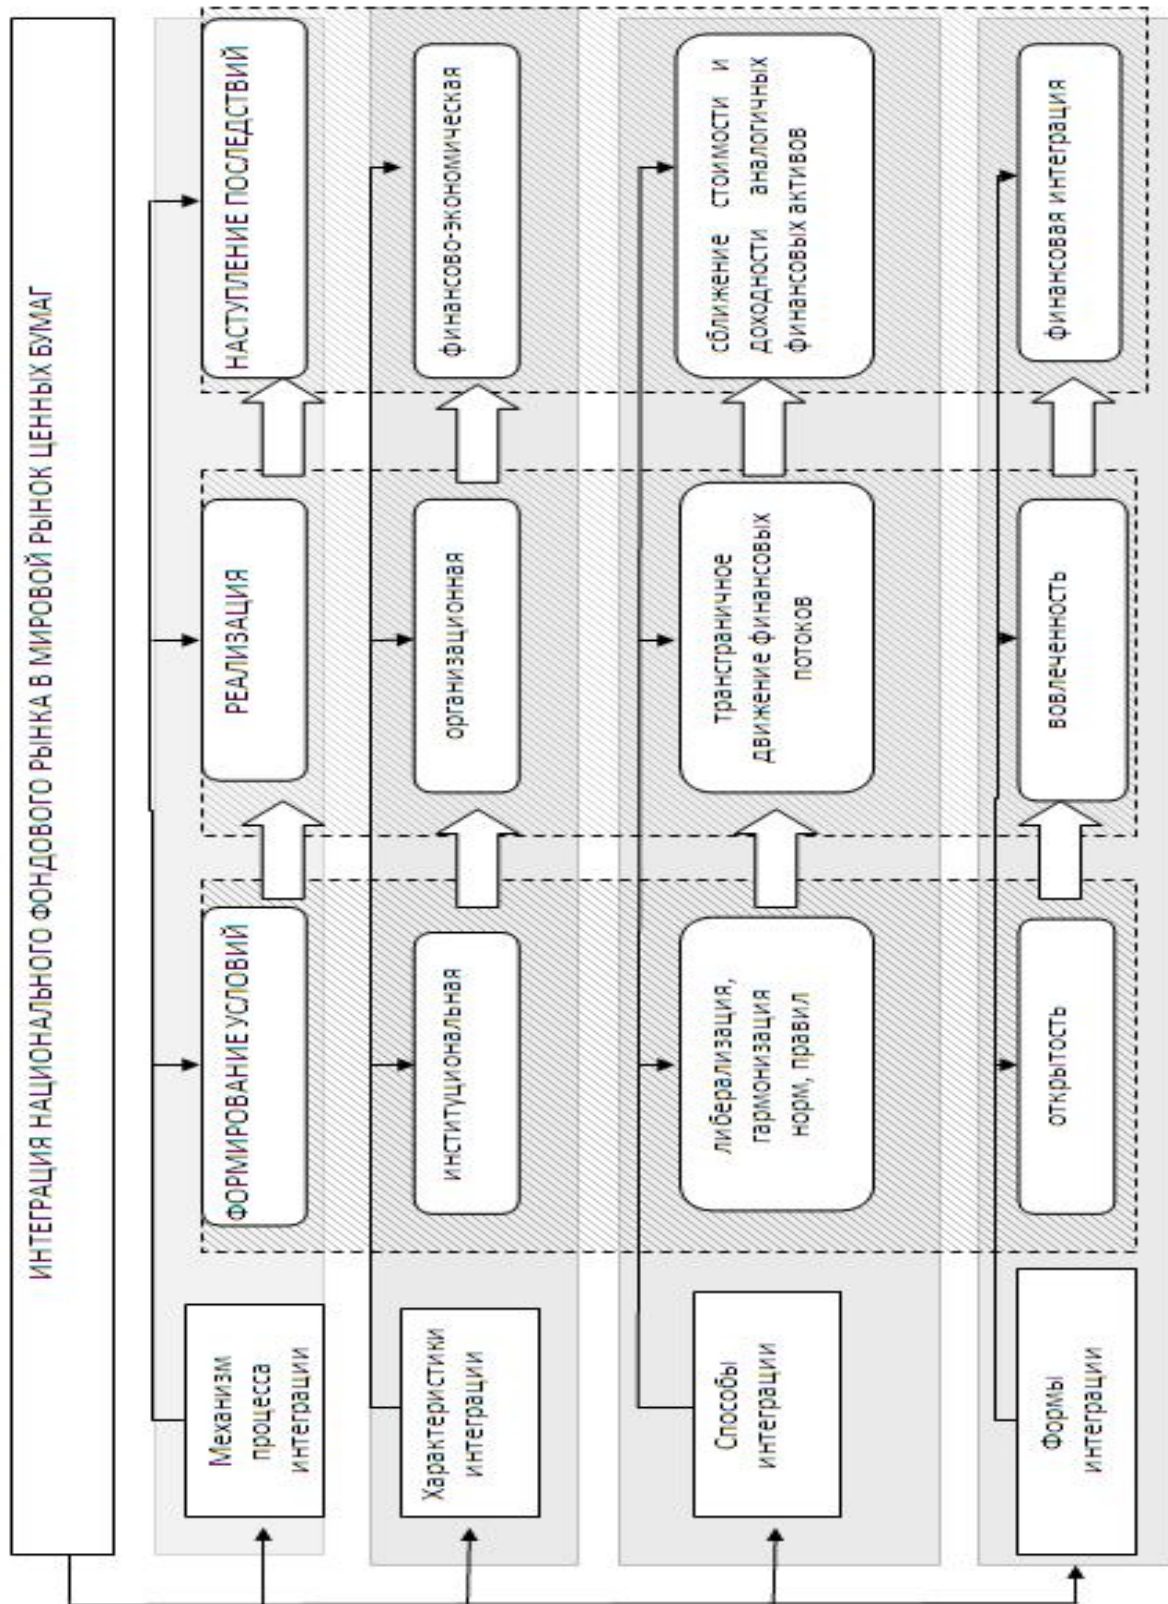 ИНТЕГРАЦИЯ НАЦИОНАЛЬНОГО ФОНДОВОГО РЫНКА В МИРОВОЙ РЫНОК ЦЕННЫХ БУМАГ
Механизм
процесса
интеграции
ФОРМИРОВАНИЕ УСЛОВИЙ
РЕАЛИЗАЦИЯ
НАСТУПЛЕНИЕ ПОСЛЕДСТВИЙ
Характеристики
интеграции
институциональная
организационная
финансово-экономическая
Способы
интеграции
либерализация,
гармонизация
норм, правил
трансграничное
движение финансовых
потоков
сближение стоимости и
доходности аналогичных
финансовых активов
Формы
интеграции
открытость
вовлеченность
финансовая интеграция